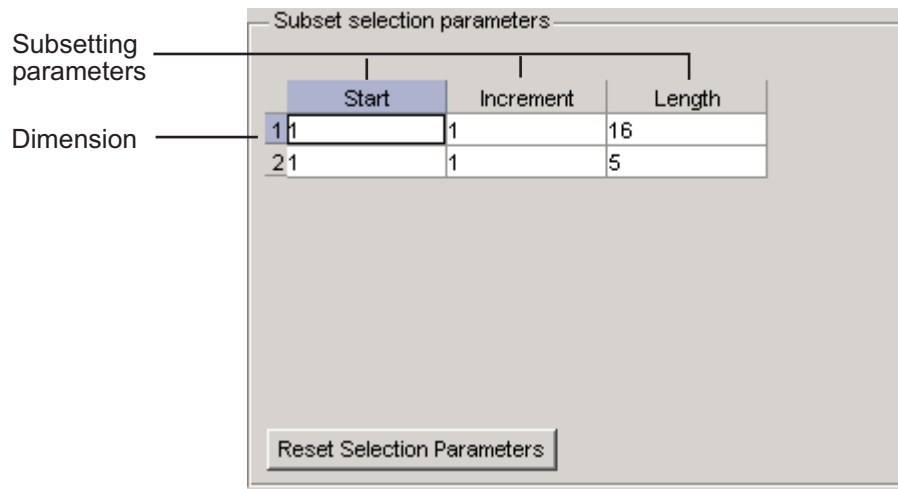 Subset selection parameters
Subsetting
parameters
Start Increment Length
Dimension
1 1 1 16
2 1 1 5
Reset Selection Parameters